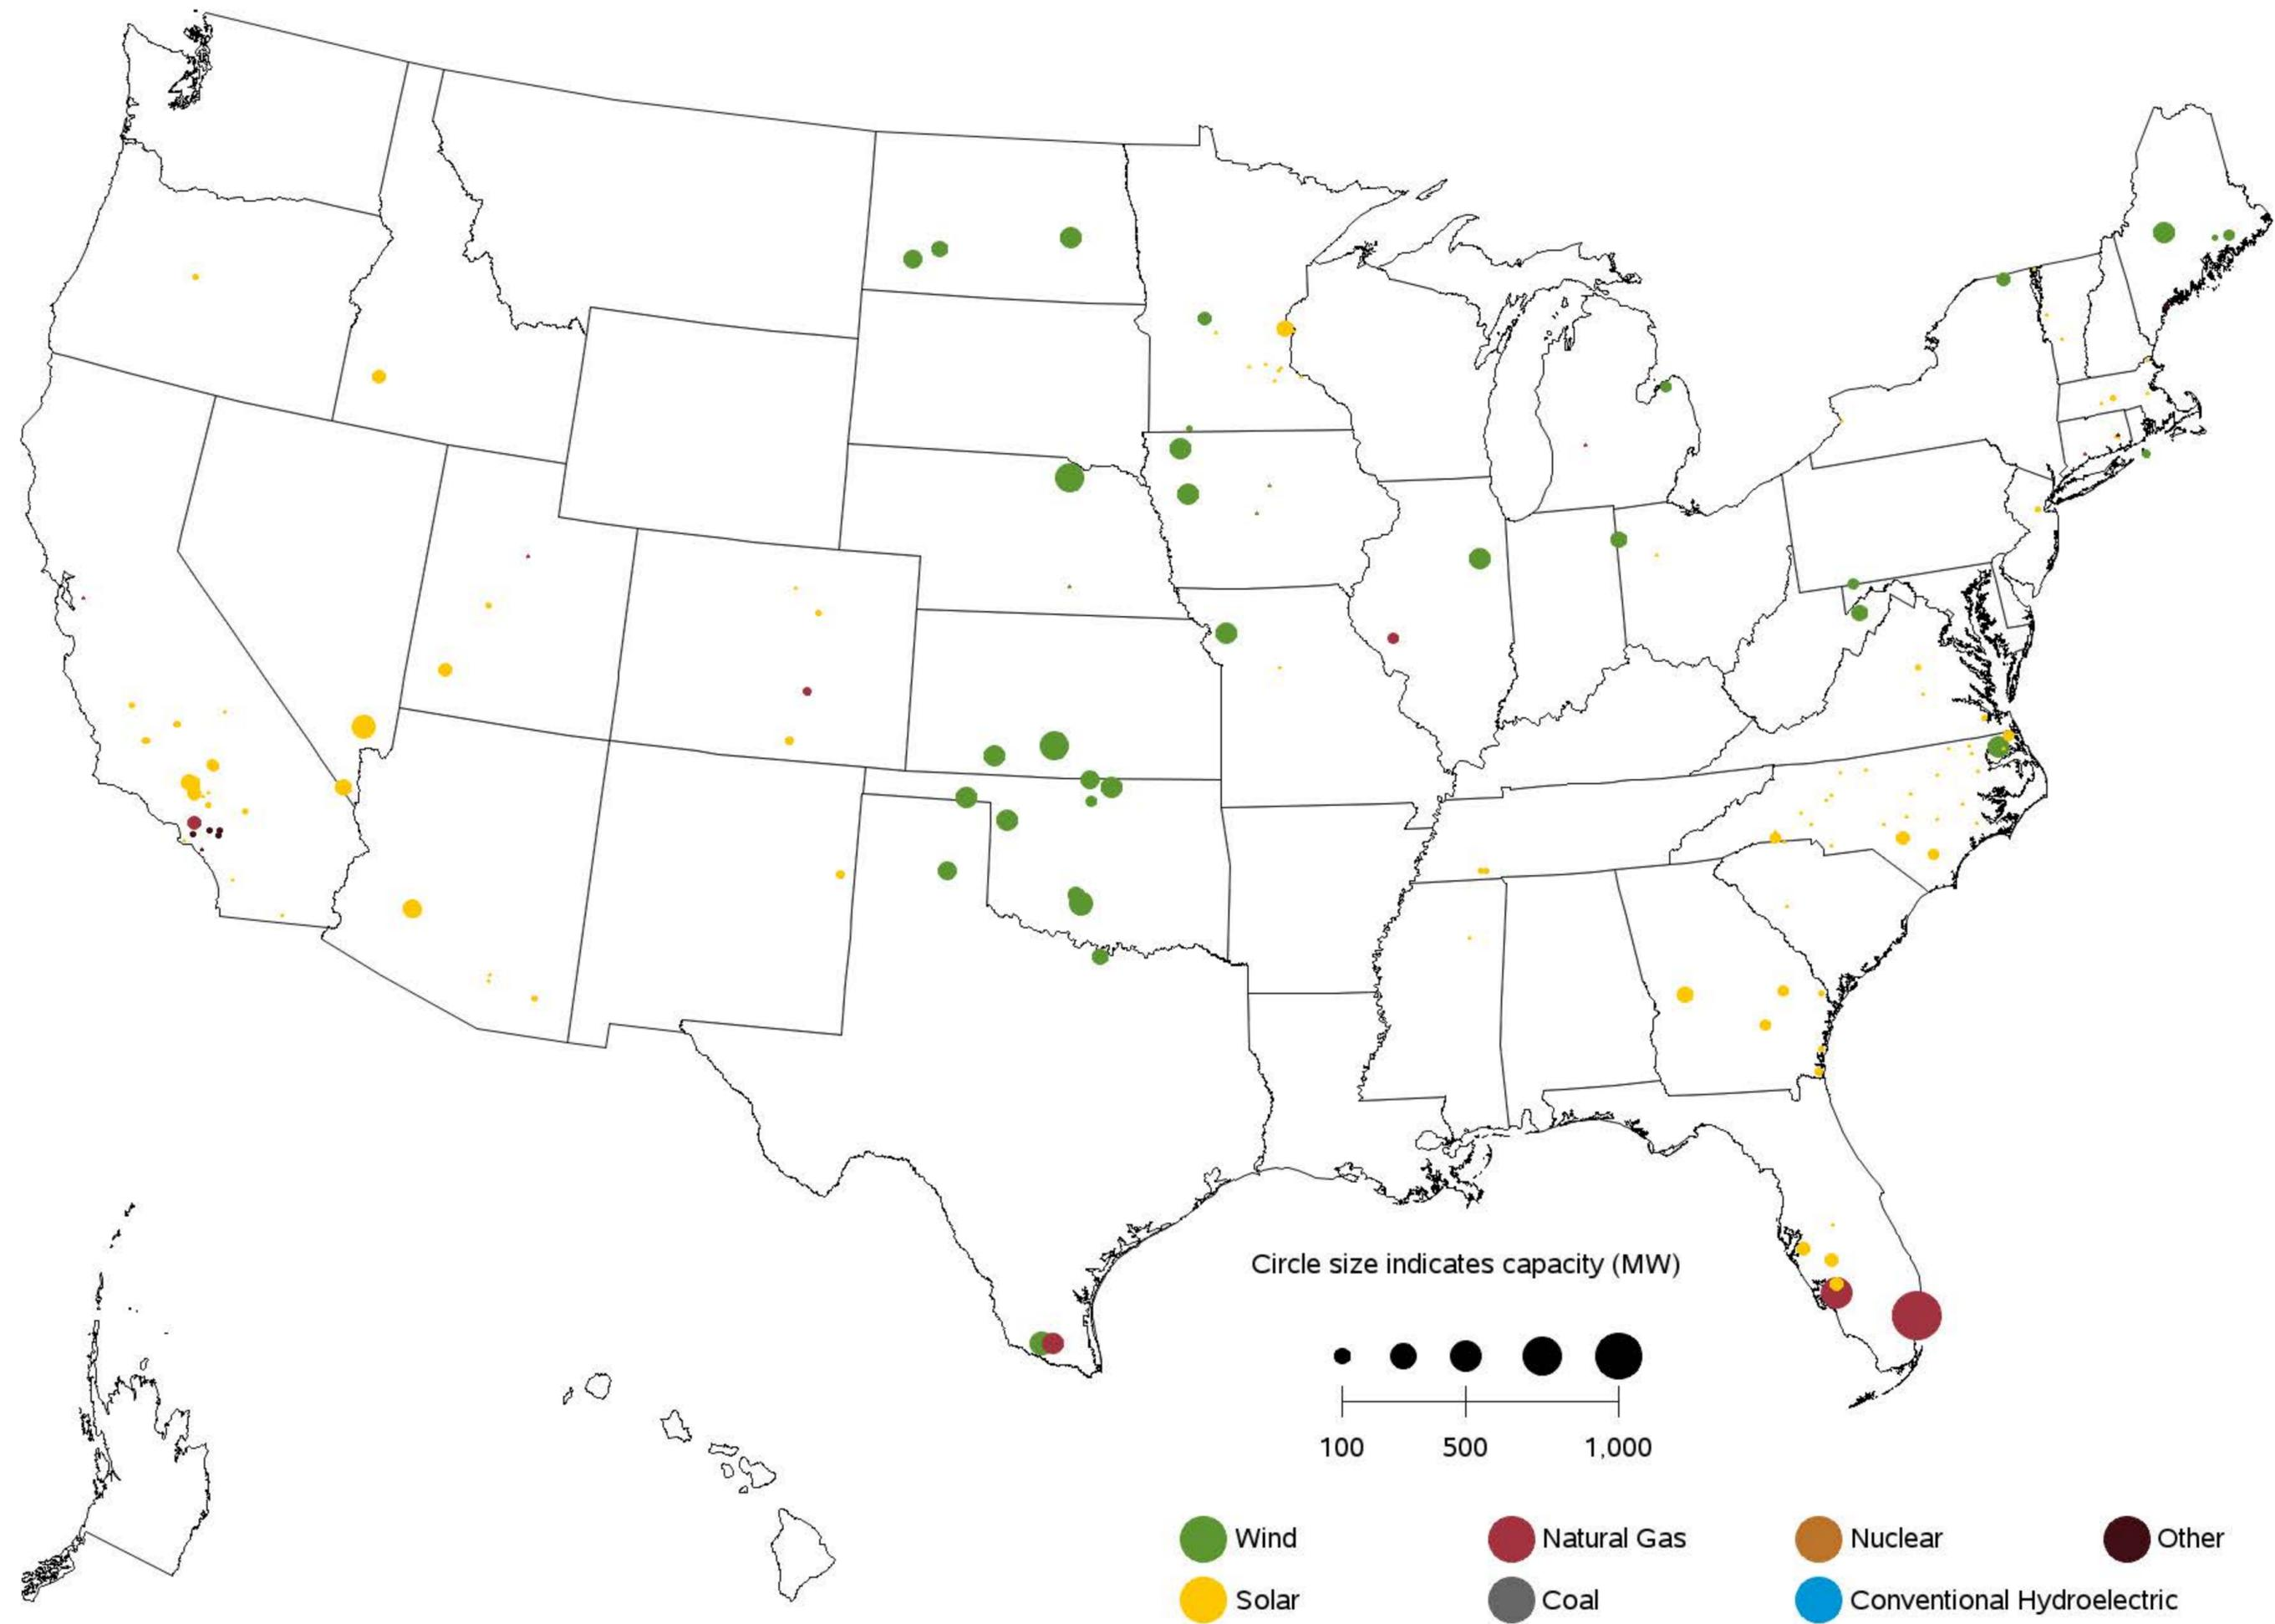 Circle size indicates capacity (MW)
100 500 1,000
Wind Natural Gas Nuclear Other
Solar Coal Conventional Hydroelectric